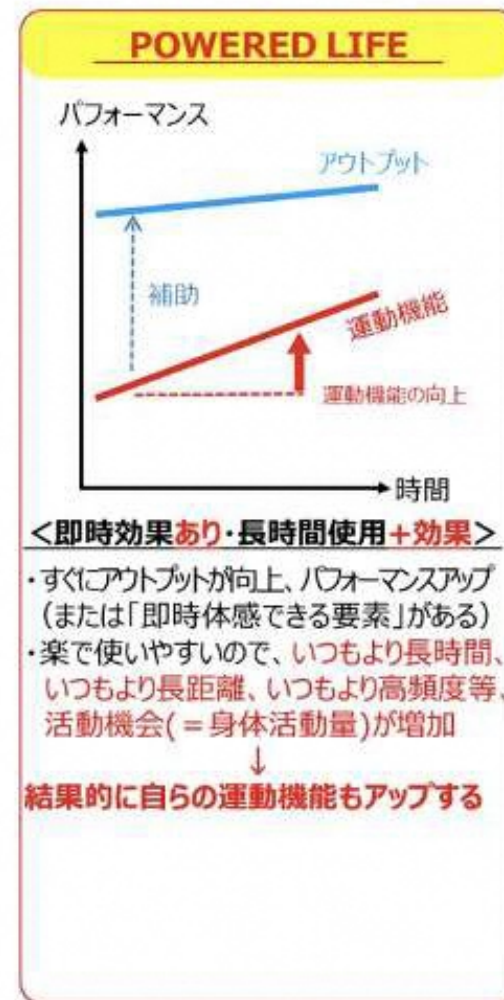 POWERED LIFE
パフォーマンス
アウトプット
補助
運動機能
運動機能の向上
時間
<即時効果あり・長時間使用+効果>
・すぐにアウトプットが向上、パフォーマンスアップ
(または「即時体感できる要素」がある)
・楽で使いやすいので、いつもより長時間、
いつもより長距離、いつもより高頻度等、
活動機会(=身体活動量)が増加
↓
結果的に自らの運動機能もアップする